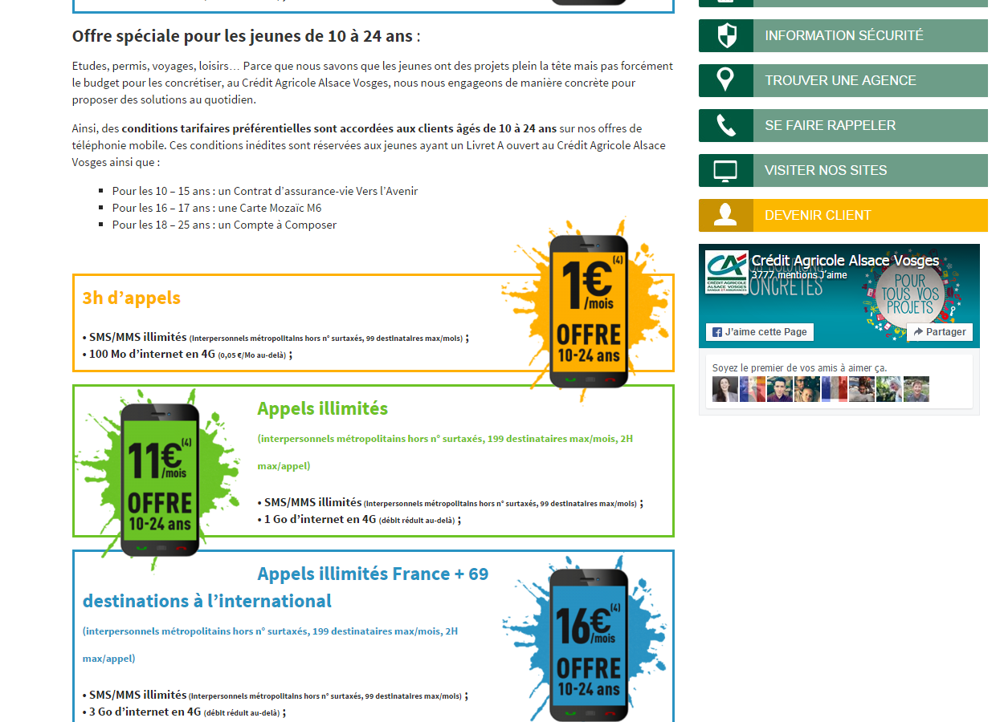 Offre spéciale pour les jeunes de 10 à 24 ans :
Etudes, permis, voyages, loisirs… Parce que nous savons que les jeunes ont des projets plein la tête mais pas forcément
le budget pour les concrétiser, au Crédit Agricole Alsace Vosges, nous nous engageons de manière concrète pour
proposer des solutions au quotidien.
Ainsi, des conditions tarifaires préférentielles sont accordées aux clients âgés de 10 à 24 ans sur nos offres de
téléphonie mobile. Ces conditions inédites sont réservées aux jeunes ayant un Livret A ouvert au Crédit Agricole Alsace
Vosges ainsi que :
▪ Pour les 10 – 15 ans : un Contrat d’assurance-vie Vers l’Avenir
▪ Pour les 16 – 17 ans : une Carte Mozaïc M6
▪ Pour les 18 – 25 ans : un Compte à Composer
3h d’appels
• SMS/MMS illimités (interpersonnels métropolitains hors n° surtaxés, 99 destinataires max/mois) ;
• 100 Mo d’internet en 4G (0,05 €/Mo au-delà) ;
1€(4)
/mois
OFFRE
10-24 ans
11€(4)
/mois
OFFRE
10-24 ans
Appels illimités
(interpersonnels métropolitains hors n° surtaxés, 199 destinataires max/mois, 2H
max/appel)
• SMS/MMS illimités (interpersonnels métropolitains hors n° surtaxés, 99 destinataires max/mois) ;
• 1 Go d’internet en 4G (débit réduit au-delà) ;
Appels illimités France + 69
destinations à l’international
(interpersonnels métropolitains hors n° surtaxés, 199 destinataires max/mois, 2H
max/appel)
• SMS/MMS illimités (interpersonnels métropolitains hors n° surtaxés, 99 destinataires max/mois) ;
• 3 Go d’internet en 4G (débit réduit au-delà) ;
16€(4)
/mois
OFFRE
10-24 ans
INFORMATION SÉCURITÉ
TROUVER UNE AGENCE
SE FAIRE RAPPELER
VISITER NOS SITES
DEVENIR CLIENT
CA
CRÉDIT AGRICOLE
ALSACE VOSGES
Crédit Agricole Alsace Vosges
3777 mentions J’aime
POUR
TOUS VOS
PROJETS
J’aime cette Page
Partager
Soyez le premier de vos amis à aimer ça.